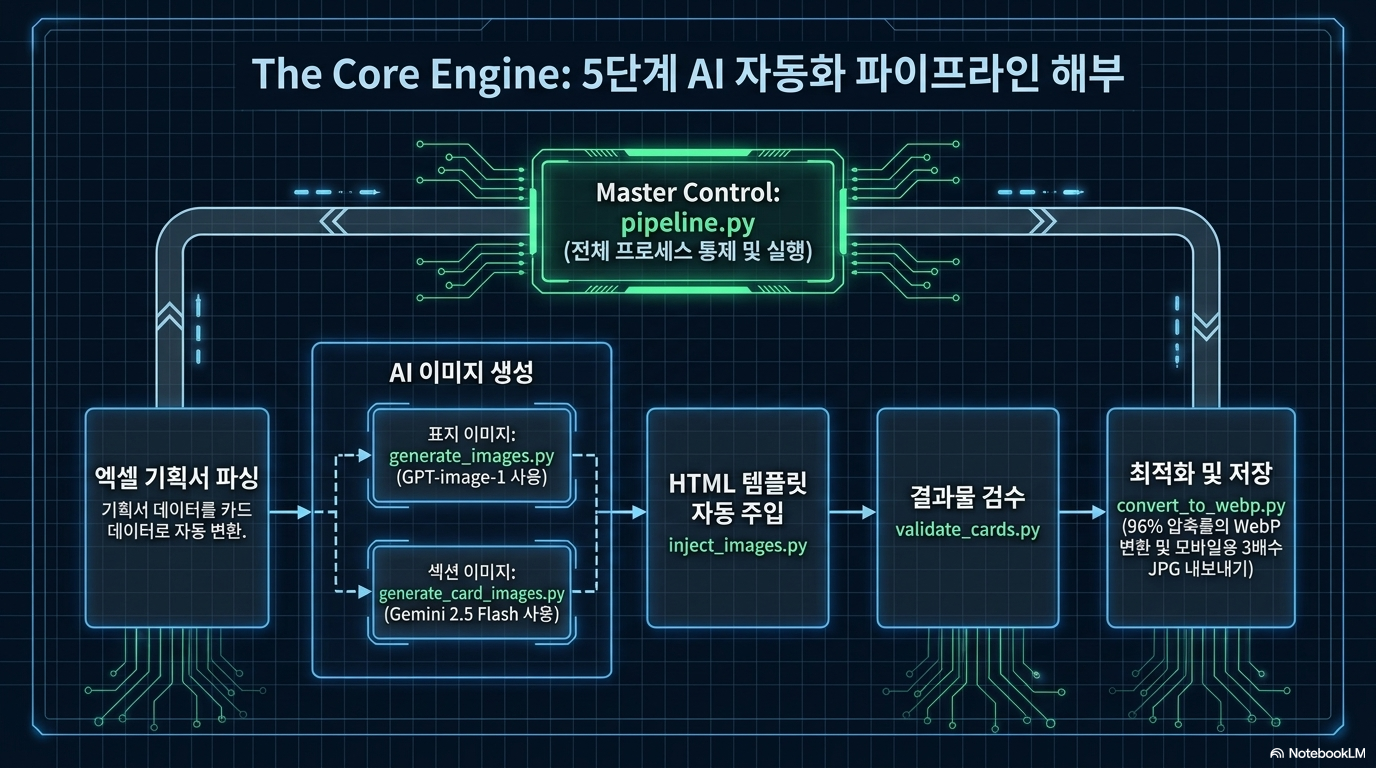 The Core Engine: 5단계 AI 자동화 파이프라인 해부
Master Control:
pipeline.py
(전체 프로세스 통제 및 실행)
엑셀 기획서 파싱
기획서 데이터를 카드
데이터로 자동 변환.
AI 이미지 생성
표지 이미지:
generate_images.py
(GPT-image-1 사용)
섹션 이미지:
generate_card_images.py
(Gemini 2.5 Flash 사용)
HTML 템플릿
자동 주입
inject_images.py
결과물 검수
validate_cards.py
최적화 및 저장
convert_to_webp.py
(96% 압축률의 WebP
변환 및 모바일용 3배수
JPG 내보내기)
NotebookLM